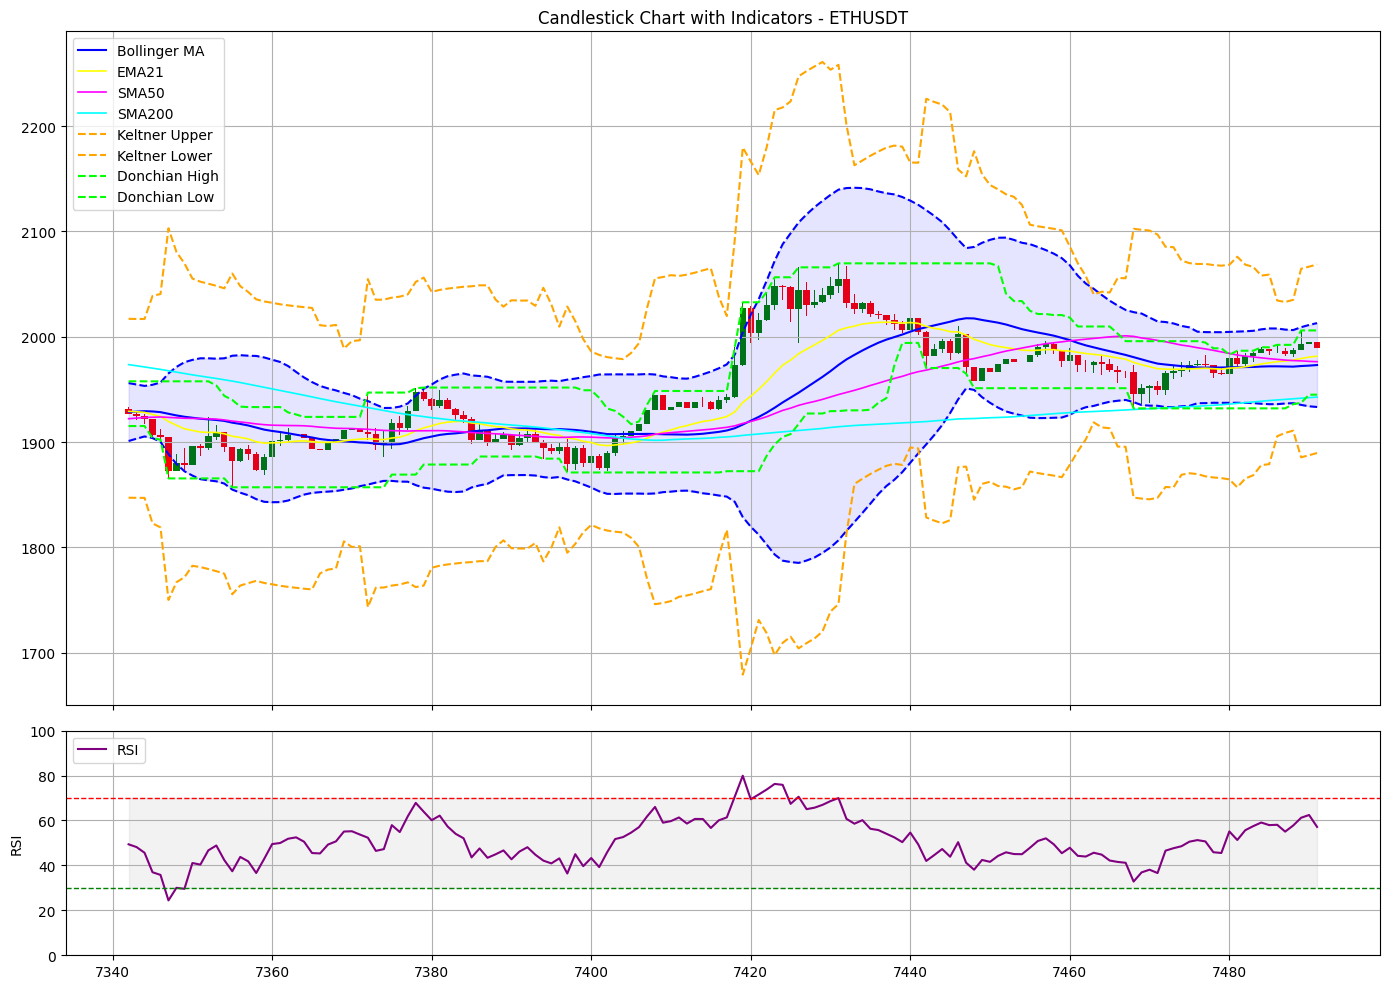 Candlestick Chart with Indicators - ETHUSDT
Bollinger MA
EMA21
SMA50
SMA200
Keltner Upper
Keltner Lower
Donchian High
Donchian Low
2200
2100
2000
1900
1800
1700
RSI
100
80
60
40
20
0
RSI
7340 7360 7380 7400 7420 7440 7460 7480